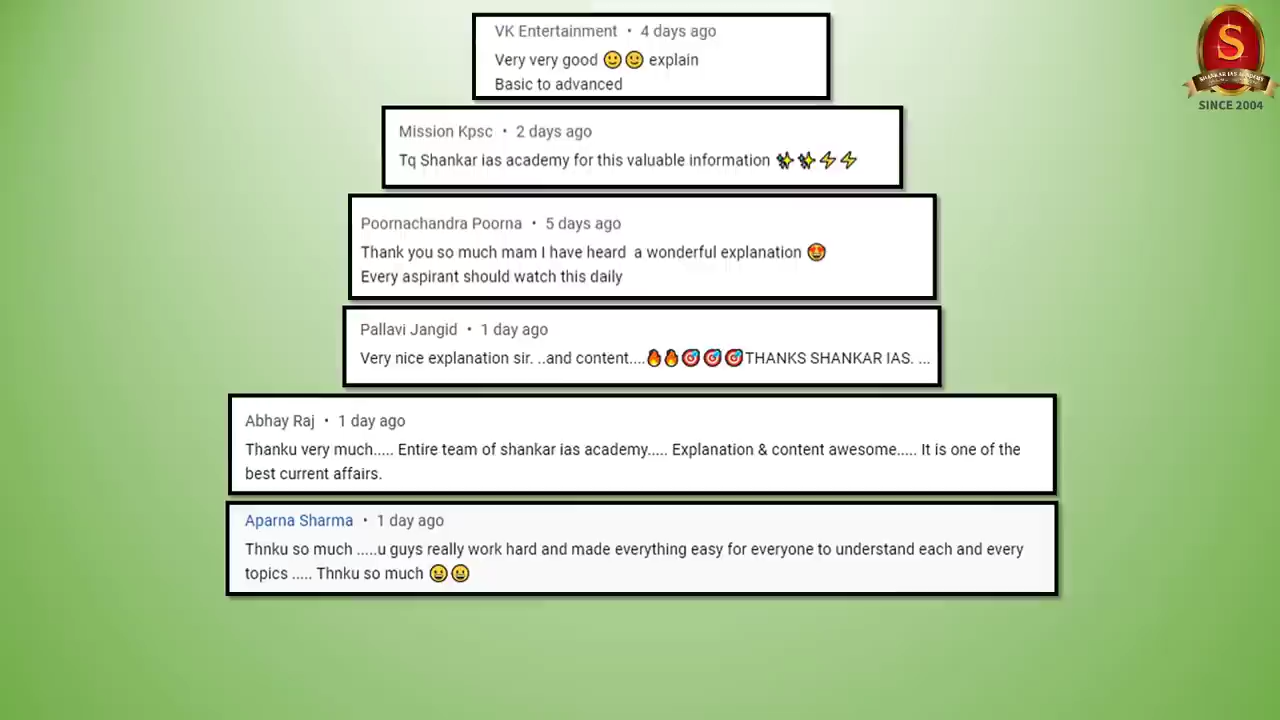 VK Entertainment • 4 days ago
Very very good 🙂🙂 explain
Basic to advanced
Mission Kpsc • 2 days ago
Tq Shankar ias academy for this valuable information ✨✨⚡⚡
Poornachandra Poorna • 5 days ago
Thank you so much mam I have heard a wonderful explanation 🤩
Every aspirant should watch this daily
Pallavi Jangid • 1 day ago
Very nice explanation sir. ..and content....🔥🔥🎯🎯🎯THANKS SHANKAR IAS. ...
Abhay Raj • 1 day ago
Thanku very much..... Entire team of shankar ias academy..... Explanation & content awesome..... It is one of the
best current affairs.
Aparna Sharma • 1 day ago
Thnku so much .....u guys really work hard and made everything easy for everyone to understand each and every
topics ..... Thnku so much 😀😀
S
SHANKAR IAS ACADEMY
SINCE 2004